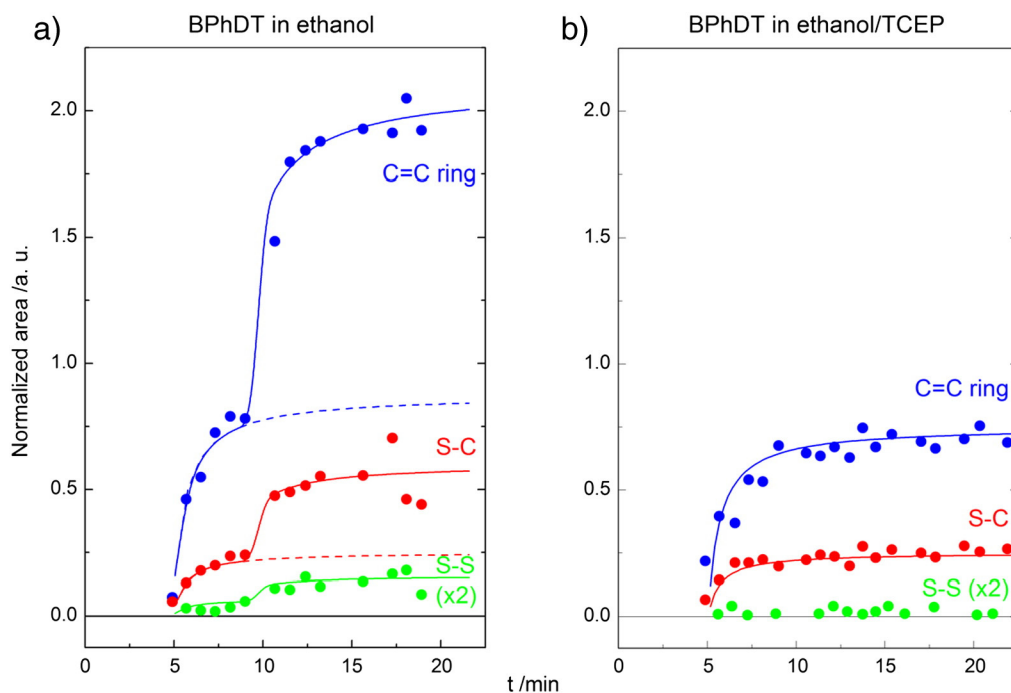 a)
BPhDT in ethanol
b)
BPhDT in ethanol/TCEP
Normalized area /a. u.
2.0
1.5
1.0
0.5
0.0
C=C ring
S-C
S-S
(x2)
0
5
10
15
20
2.0
1.5
1.0
0.5
0.0
C=C ring
S-C
S-S (x2)
0
5
10
15
20
t /min